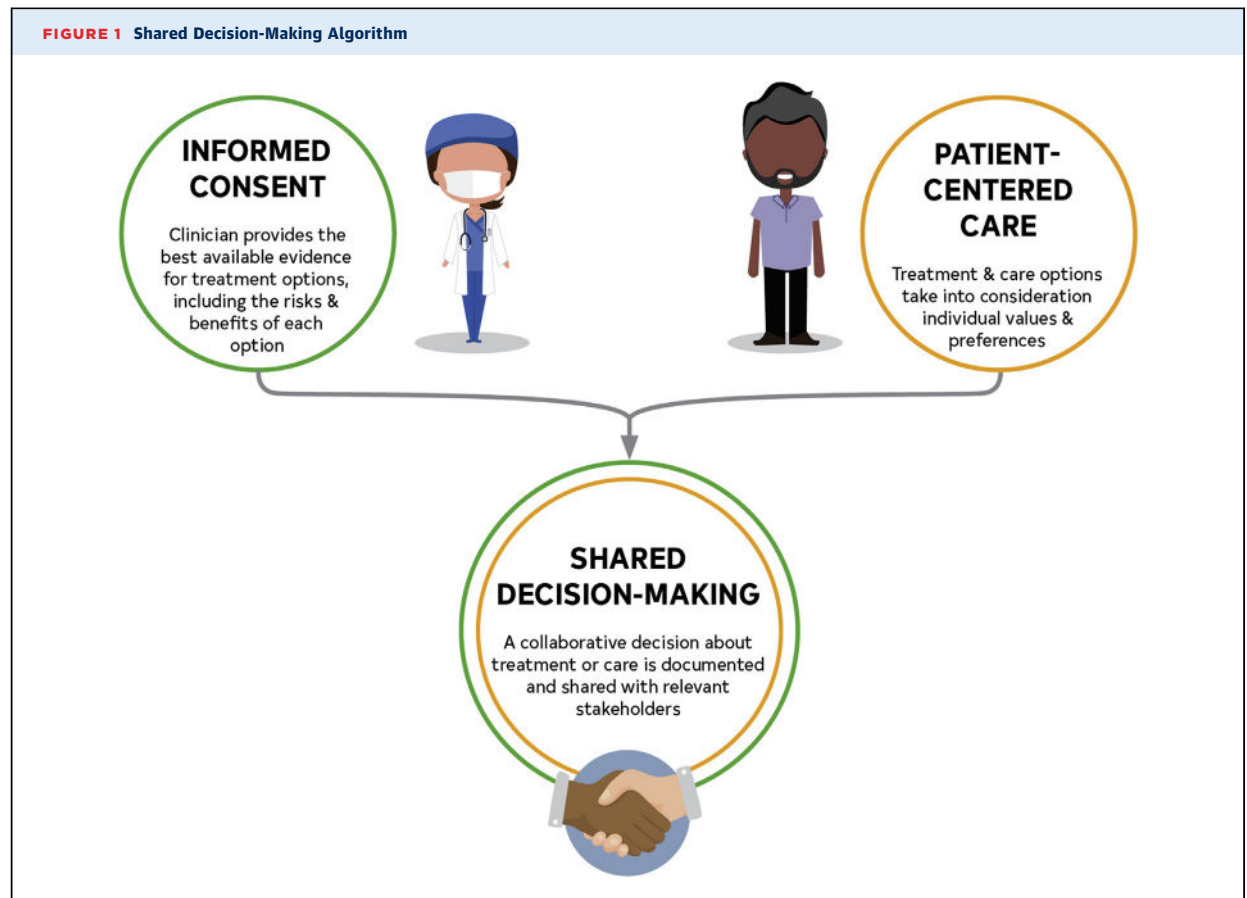 FIGURE 1 Shared Decision-Making Algorithm
INFORMED
CONSENT
Clinician provides the
best available evidence
for treatment options,
including the risks &
benefits of each
option
PATIENT-
CENTERED
CARE
Treatment & care options
take into consideration
individual values &
preferences
SHARED
DECISION-MAKING
A collaborative decision about
treatment or care is documented
and shared with relevant
stakeholders